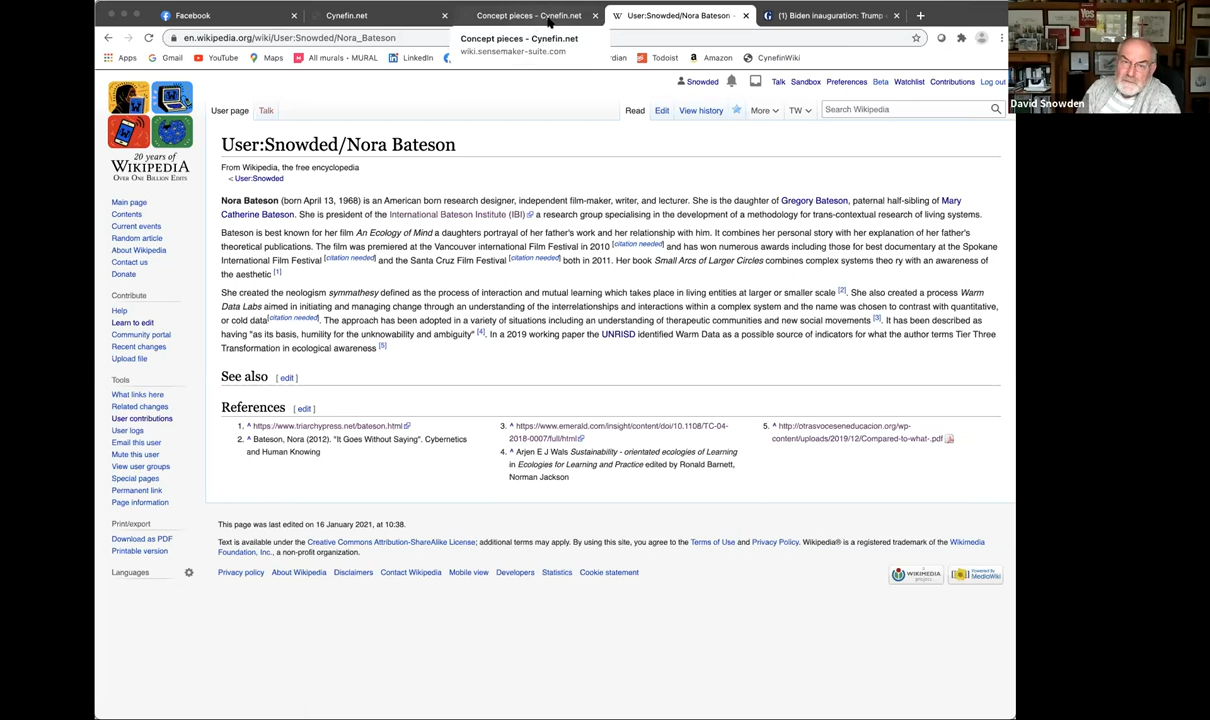 Facebook
Cynefin.net
Concept pieces - Cynefin.net
User:Snowded/Nora Bateson -
(1) Biden inauguration: Trump
en.wikipedia.org/wiki/User:Snowded/Nora_Bateson
Concept pieces - Cynefin.net
wiki.sensemaker-suite.com
Apps
Gmail
YouTube
Maps
All murals • MURAL
LinkedIn
rdian
Todoist
Amazon
CynefinWiki
David Snowden
Yes
Snowded
Talk
Sandbox
Preferences
Beta
Watchlist
Contributions
Log out
User page
Talk
Read
Edit
View history
More
TW
Search Wikipedia
20 years of
WIKIPEDIA
OVER ONE BILLION EDITS
Main page
Contents
Current events
Random article
About Wikipedia
Contact us
Donate
Contribute
Help
Learn to edit
Community portal
Recent changes
Upload file
Tools
What links here
Related changes
User contributions
User logs
Email this user
Mute this user
View user groups
Special pages
Permanent link
Page information
Print/export
Download as PDF
Printable version
Languages
User:Snowded/Nora Bateson
From Wikipedia, the free encyclopedia
< User:Snowded
Nora Bateson (born April 13, 1968) is an American born research designer, independent film-maker, writer, and lecturer. She is the daughter of Gregory Bateson, paternal half-sibling of Mary
Catherine Bateson. She is president of the International Bateson Institute (IBI) a research group specialising in the development of a methodology for trans-contextual research of living systems.
Bateson is best known for her film An Ecology of Mind a daughters portrayal of her father's work and her relationship with him. It combines her personal story with her explanation of her father's
theoretical publications. The film was premiered at the Vancouver international Film Festival in 2010 [citation needed] and has won numerous awards including those for best documentary at the Spokane
International Film Festival [citation needed] and the Santa Cruz Film Festival [citation needed] both in 2011. Her book Small Arcs of Larger Circles combines complex systems theo ry with an awareness of
the aesthetic [1]
She created the neologism symmathesy defined as the process of interaction and mutual learning which takes place in living entities at larger or smaller scale [2]. She also created a process Warm
Data Labs aimed in initiating and managing change through an understanding of the interrelationships and interactions within a complex system and the name was chosen to contrast with quantitative,
or cold data[citation needed]. The approach has been adopted in a variety of situations including an understanding of therapeutic communities and new social movements [3]. It has been described as
having "as its basis, humility for the unknowability and ambiguity" [4]. In a 2019 working paper the UNRISD identified Warm Data as a possible source of indicators for what the author terms Tier Three
Transformation in ecological awareness [5]
See also [ edit ]
References [ edit ]
1. ^ https://www.triarchypress.net/bateson.html
2. ^ Bateson, Nora (2012). "It Goes Without Saying". Cybernetics
and Human Knowing
3. ^ https://www.emerald.com/insight/content/doi/10.1108/TC-04-
2018-0007/full/html
4. ^ Arjen E J Wals Sustainability - orientated ecologies of Learning
in Ecologies for Learning and Practice edited by Ronald Barnett,
Norman Jackson
5. ^ http://otrasvoceseneducacion.org/wp-
content/uploads/2019/12/Compared-to-what-.pdf
This page was last edited on 16 January 2021, at 10:38.
Text is available under the Creative Commons Attribution-ShareAlike License; additional terms may apply. By using this site, you agree to the Terms of Use and Privacy Policy. Wikipedia® is a registered trademark of the Wikimedia
Foundation, Inc., a non-profit organization.
Privacy policy
About Wikipedia
Disclaimers
Contact Wikipedia
Mobile view
Developers
Statistics
Cookie statement
WIKIMEDIA
project
Powered By
MediaWiki